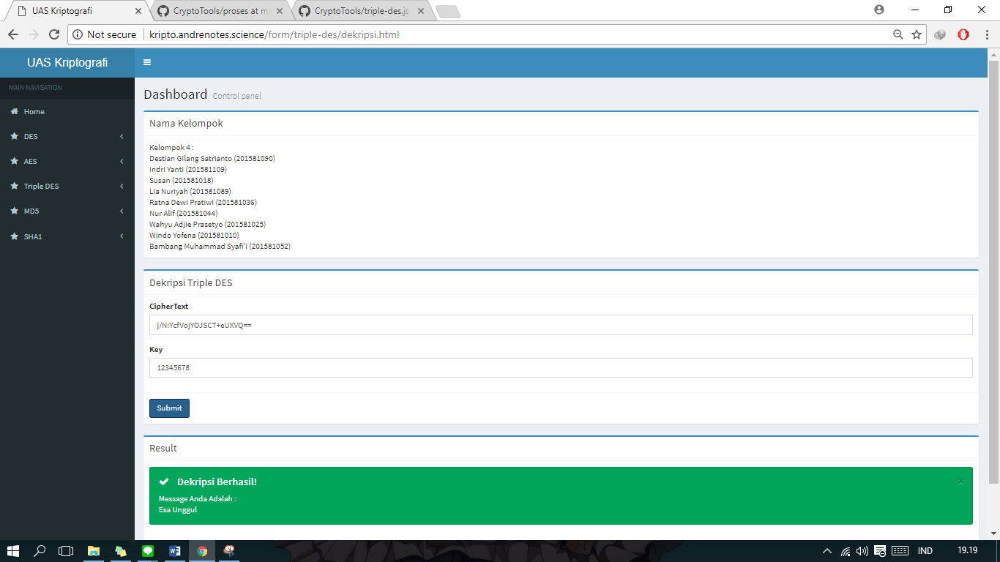 UAS Kriptografi
CryptoTools/proses at ma
CryptoTools/triple-des.js
Not secure
kripto.andrenotes.science/form/triple-des/dekripsi.html
UAS Kriptografi
MAIN NAVIGATION
Home
DES
AES
Triple DES
MD5
SHA1
Dashboard Control panel
Nama Kelompok
Kelompok 4 :
Destian Gilang Satrianto (201581090)
Indri Yanti (201581109)
Susan (201581018)
Lia Nuriyah (201581089)
Ratna Dewi Pratiwi (201581036)
Nur Alif (201581044)
Wahyu Adjie Prasetyo (201581025)
Windo Yofena (201581010)
Bambang Muhammad Syafi'i (201581052)
Dekripsi Triple DES
CipherText
j/NIYcfVojYOJSCT+eUXVQ==
Key
12345678
Submit
Result
Dekripsi Berhasil!
×
Message Anda Adalah :
Esa Unggul
IND
19.19